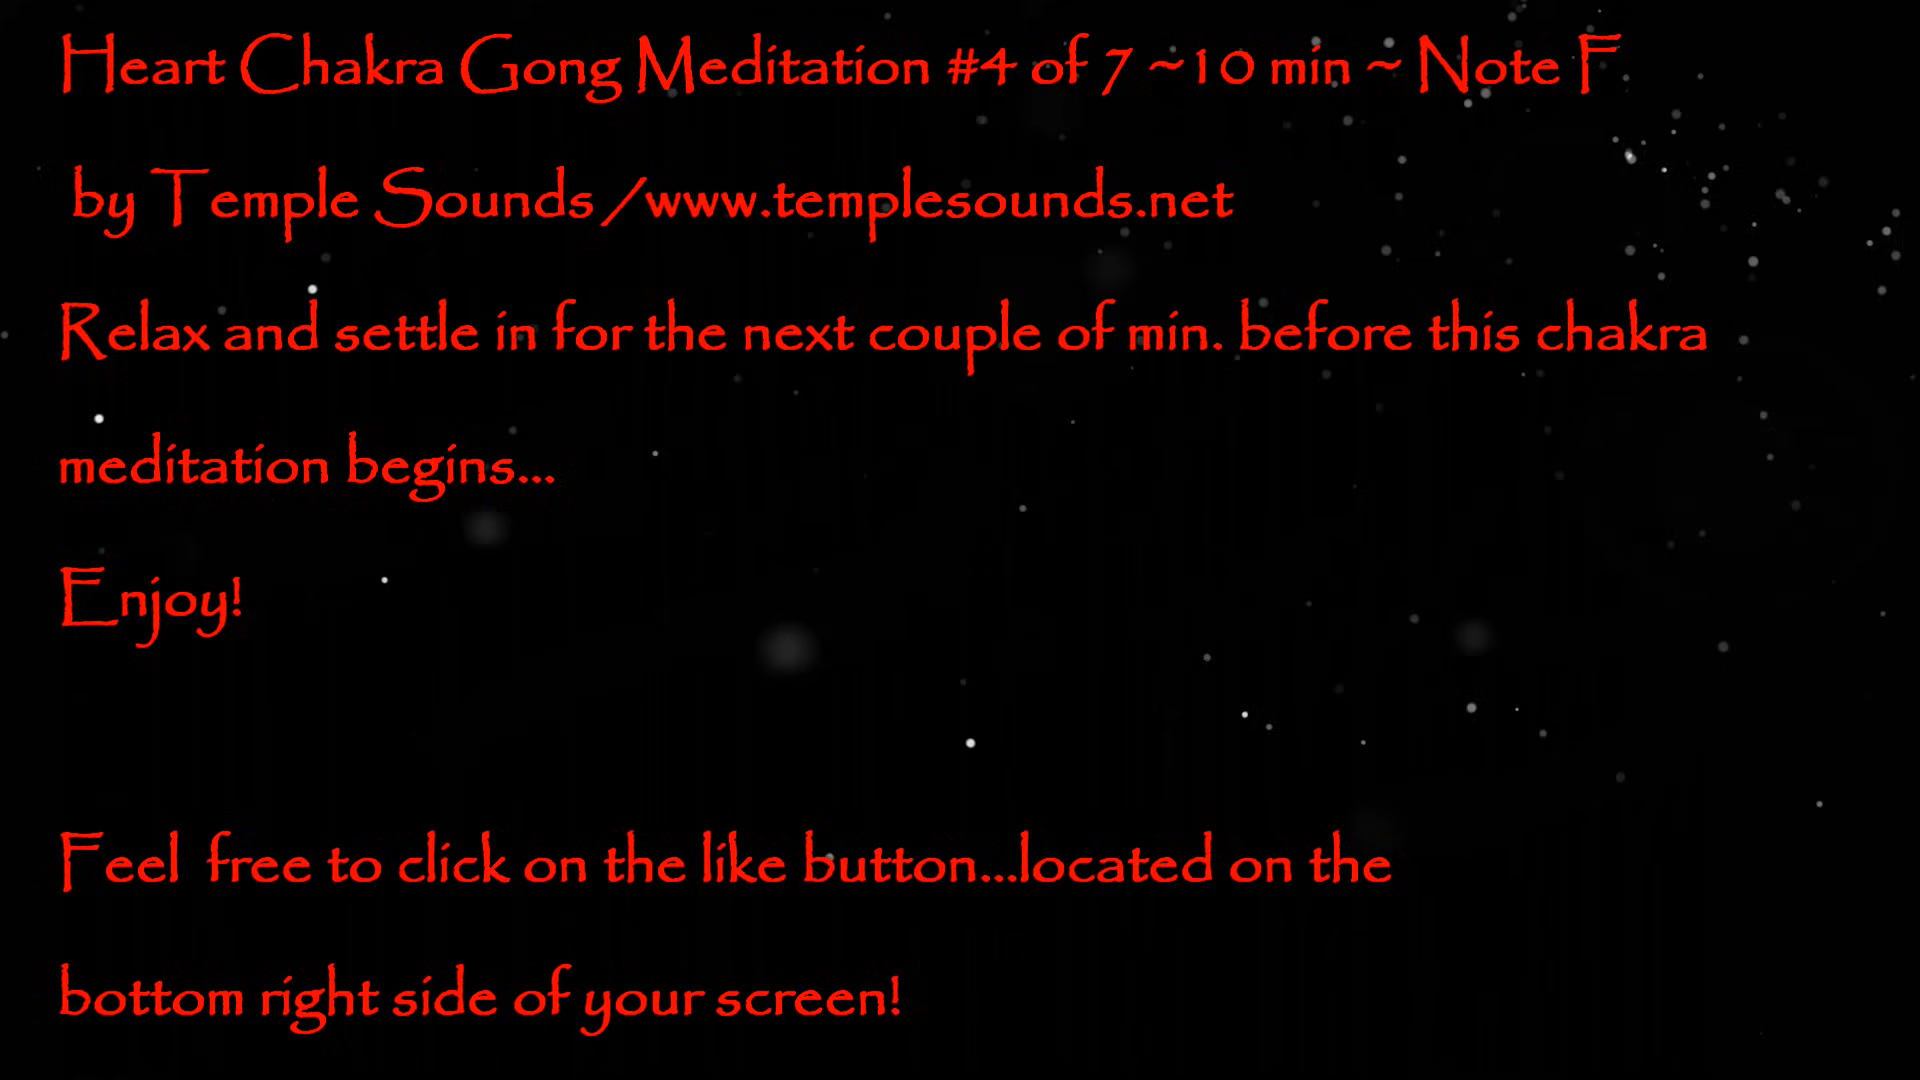 Heart Chakra Gong Meditation #4 of 7 ~10 min ~ Note F
by Temple Sounds /www.templesounds.net
Relax and settle in for the next couple of min. before this chakra
meditation begins...
Enjoy!
Feel free to click on the like button...located on the
bottom right side of your screen!